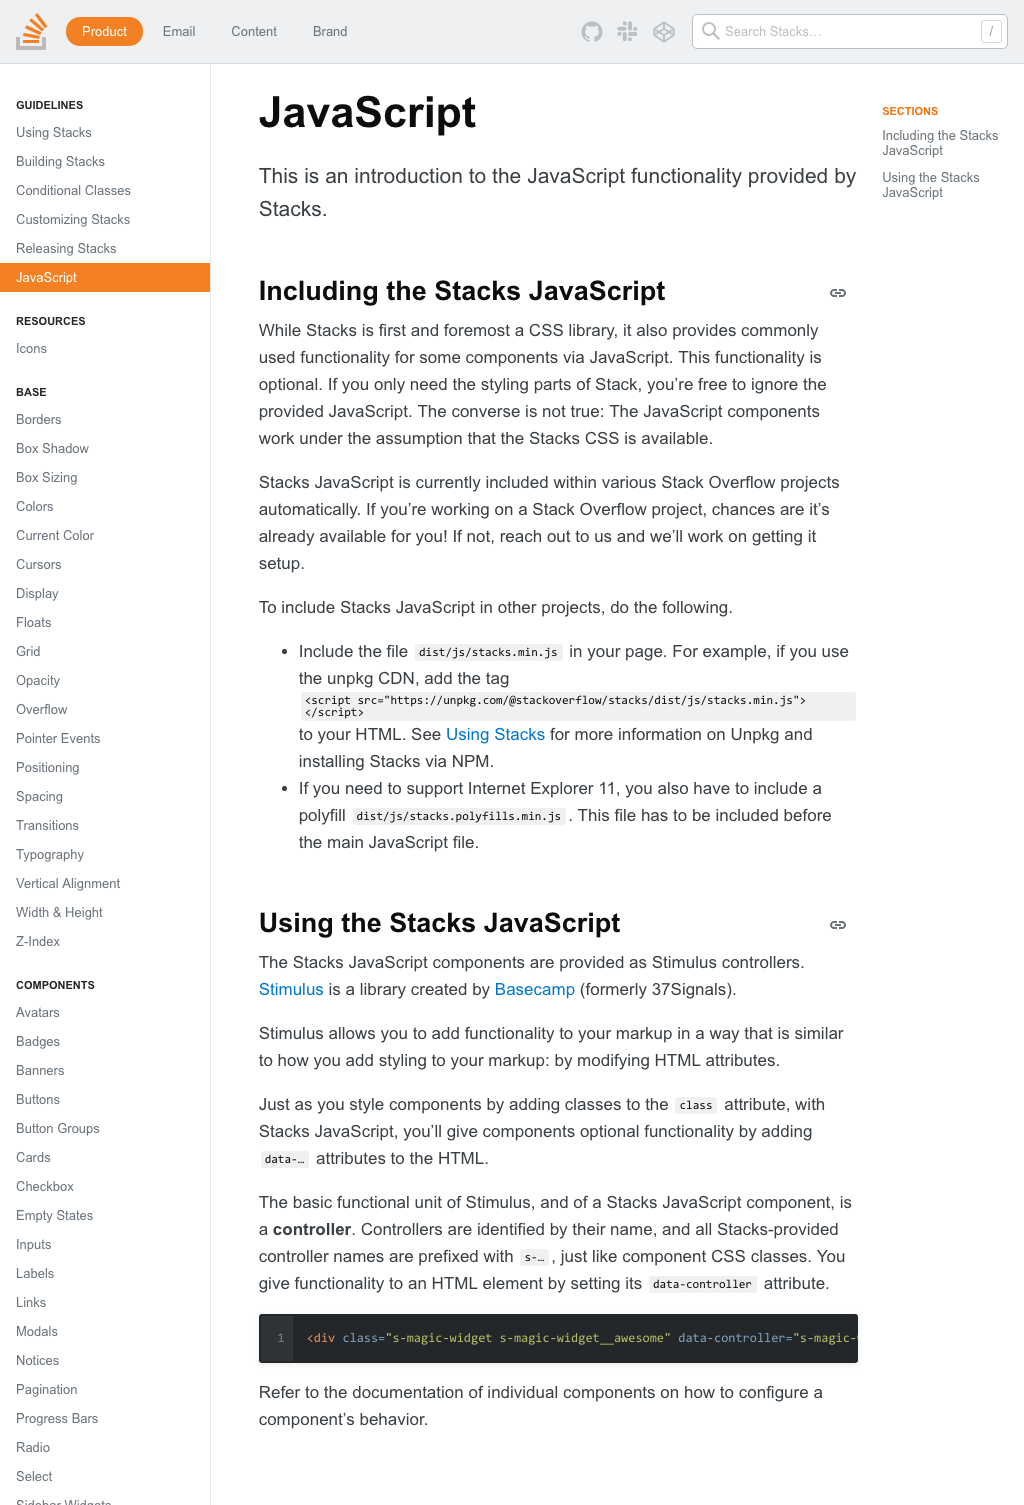 Product
Email
Content
Brand
Search Stacks...
/
GUIDELINES
Using Stacks
Building Stacks
Conditional Classes
Customizing Stacks
Releasing Stacks
JavaScript
RESOURCES
Icons
BASE
Borders
Box Shadow
Box Sizing
Colors
Current Color
Cursors
Display
Floats
Grid
Opacity
Overflow
Pointer Events
Positioning
Spacing
Transitions
Typography
Vertical Alignment
Width & Height
Z-Index
COMPONENTS
Avatars
Badges
Banners
Buttons
Button Groups
Cards
Checkbox
Empty States
Inputs
Labels
Links
Modals
Notices
Pagination
Progress Bars
Radio
Select
Sidebar Widgets
JavaScript
This is an introduction to the JavaScript functionality provided by
Stacks.
Including the Stacks JavaScript
While Stacks is first and foremost a CSS library, it also provides commonly
used functionality for some components via JavaScript. This functionality is
optional. If you only need the styling parts of Stack, you’re free to ignore the
provided JavaScript. The converse is not true: The JavaScript components
work under the assumption that the Stacks CSS is available.
Stacks JavaScript is currently included within various Stack Overflow projects
automatically. If you’re working on a Stack Overflow project, chances are it’s
already available for you! If not, reach out to us and we’ll work on getting it
setup.
To include Stacks JavaScript in other projects, do the following.
• Include the file dist/js/stacks.min.js in your page. For example, if you use
the unpkg CDN, add the tag
<script src="https://unpkg.com/@stackoverflow/stacks/dist/js/stacks.min.js">
</script>
to your HTML. See Using Stacks for more information on Unpkg and
installing Stacks via NPM.
• If you need to support Internet Explorer 11, you also have to include a
polyfill dist/js/stacks.polyfills.min.js . This file has to be included before
the main JavaScript file.
Using the Stacks JavaScript
The Stacks JavaScript components are provided as Stimulus controllers.
Stimulus is a library created by Basecamp (formerly 37Signals).
Stimulus allows you to add functionality to your markup in a way that is similar
to how you add styling to your markup: by modifying HTML attributes.
Just as you style components by adding classes to the class attribute, with
Stacks JavaScript, you’ll give components optional functionality by adding
data-… attributes to the HTML.
The basic functional unit of Stimulus, and of a Stacks JavaScript component, is
a controller. Controllers are identified by their name, and all Stacks-provided
controller names are prefixed with s-… , just like component CSS classes. You
give functionality to an HTML element by setting its data-controller attribute.
1 <div class="s-magic-widget s-magic-widget__awesome" data-controller="s-magic-
Refer to the documentation of individual components on how to configure a
component’s behavior.
SECTIONS
Including the Stacks
JavaScript
Using the Stacks
JavaScript